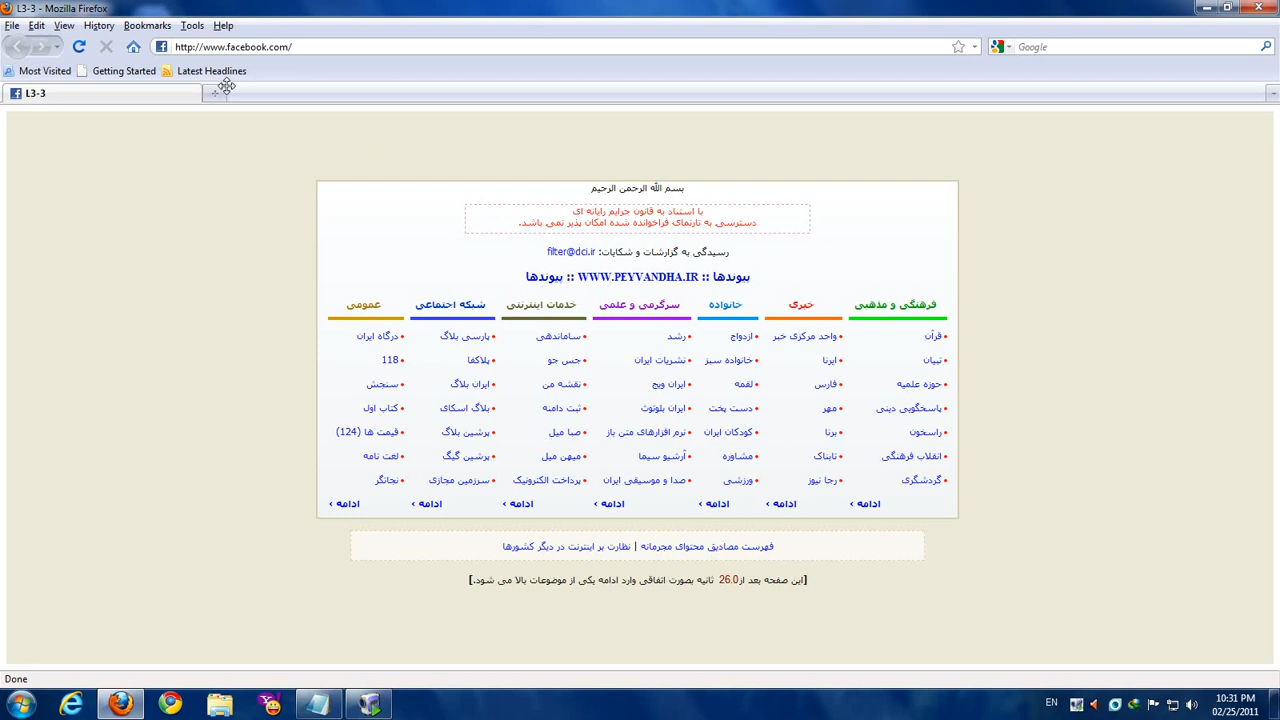 L3-3 - Mozilla Firefox
File Edit View History Bookmarks Tools Help
http://www.facebook.com/
Google
Most Visited Getting Started Latest Headlines
L3-3
بسم الله الرحمن الرحیم
با استناد به قانون جرایم رایانه ای
دسترسی به تارنمای فراخوانده شده امکان پذیر نمی باشد.
رسیدگی به گزارشات و شکایات: filter@dci.ir
پیوندها :: WWW.PEYVANDHA.IR :: پیوندها
فرهنگی و مذهبی خبری خانواده سرگرمی و علمی خدمات اینترنتی شبکه اجتماعی عمومی
• قرآن • واحد مرکزی خبر • ازدواج • رشد • ساماندهی • پارسی بلاگ • درگاه ایران
• تبیان • ایرنا • خانواده سبز • نشریات ایران • جس جو • پلاکفا • 118
• حوزه علمیه • فارس • لقمه • ایران ویج • نقشه من • ایران بلاگ • سنجش
• پاسخگویی دینی • مهر • دست پخت • ایران بلوتوث • ثبت دامنه • بلاگ اسکای • کتاب اول
• راسخون • برنا • کودکان ایران • نرم افزارهای متن باز • صبا میل • پرشین بلاگ • قیمت ها (124)
• انقلاب فرهنگی • تابناک • مشاوره • آرشیو سیما • میهن میل • پرشین گیگ • لغت نامه
• گردشگری • رجا نیوز • ورزشی • صدا و موسیقی ایران • پرداخت الکترونیک • سرزمین مجازی • نجاتگر
ادامه › ادامه › ادامه › ادامه › ادامه › ادامه › ادامه ›
فهرست مصادیق محتوای مجرمانه | نظارت بر اینترنت در دیگر کشورها
[این صفحه بعد از 26.0 ثانیه بصورت اتفاقی وارد ادامه یکی از موضوعات بالا می شود.]
Done
EN
10:31 PM
02/25/2011